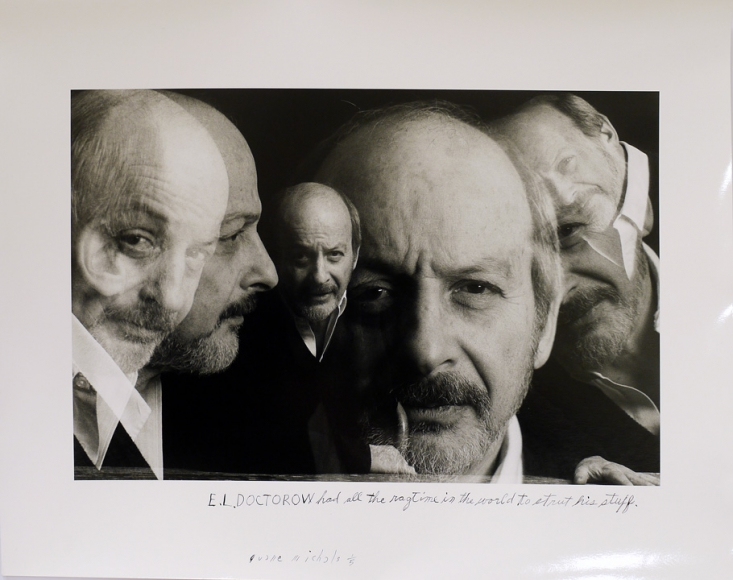 E.L. DOCTOROW had all the ragtime in the world to strut his stuff.